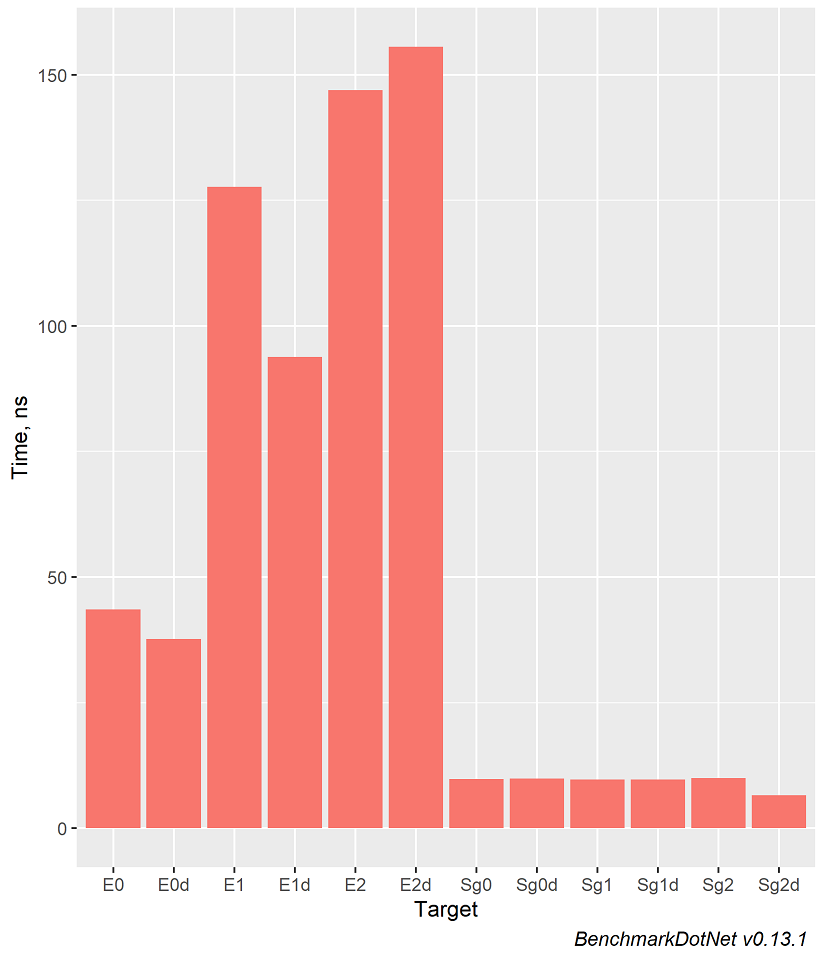 Time, ns
150
100
50
0
E0 E0d E1 E1d E2 E2d Sg0 Sg0d Sg1 Sg1d Sg2 Sg2d
Target
BenchmarkDotNet v0.13.1